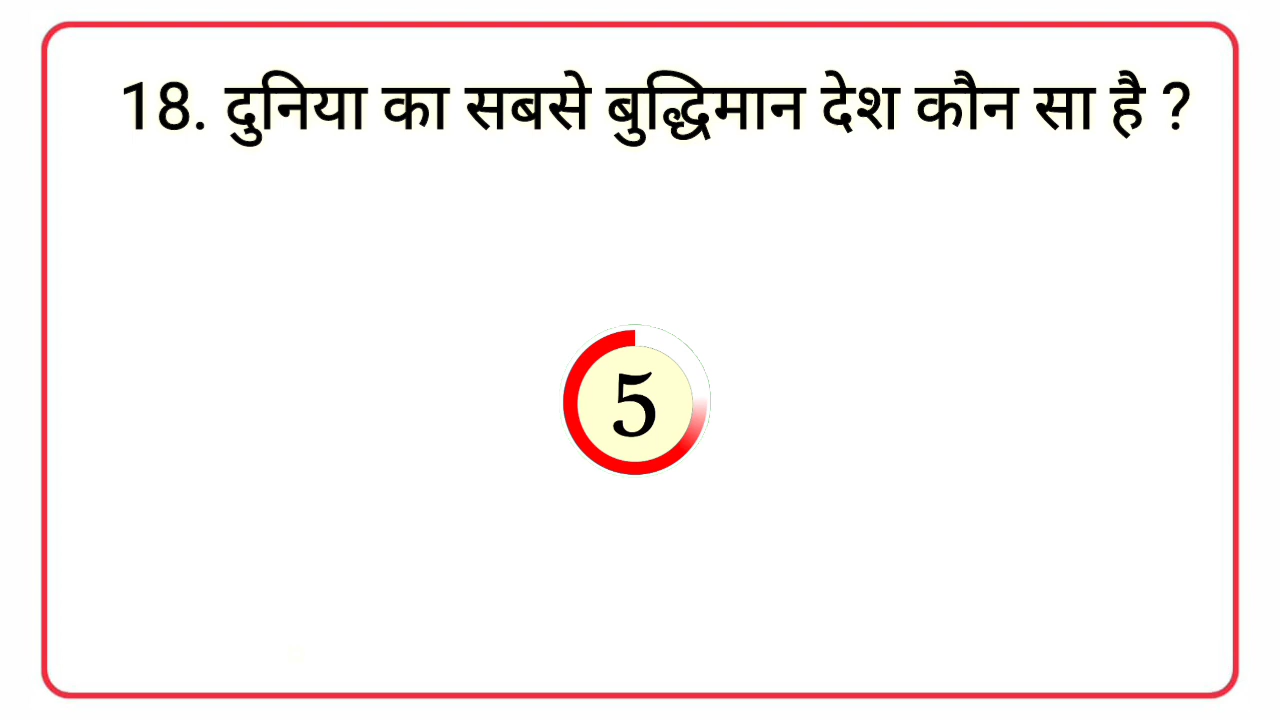 18. दुनिया का सबसे बुद्धिमान देश कौन सा है ?
5